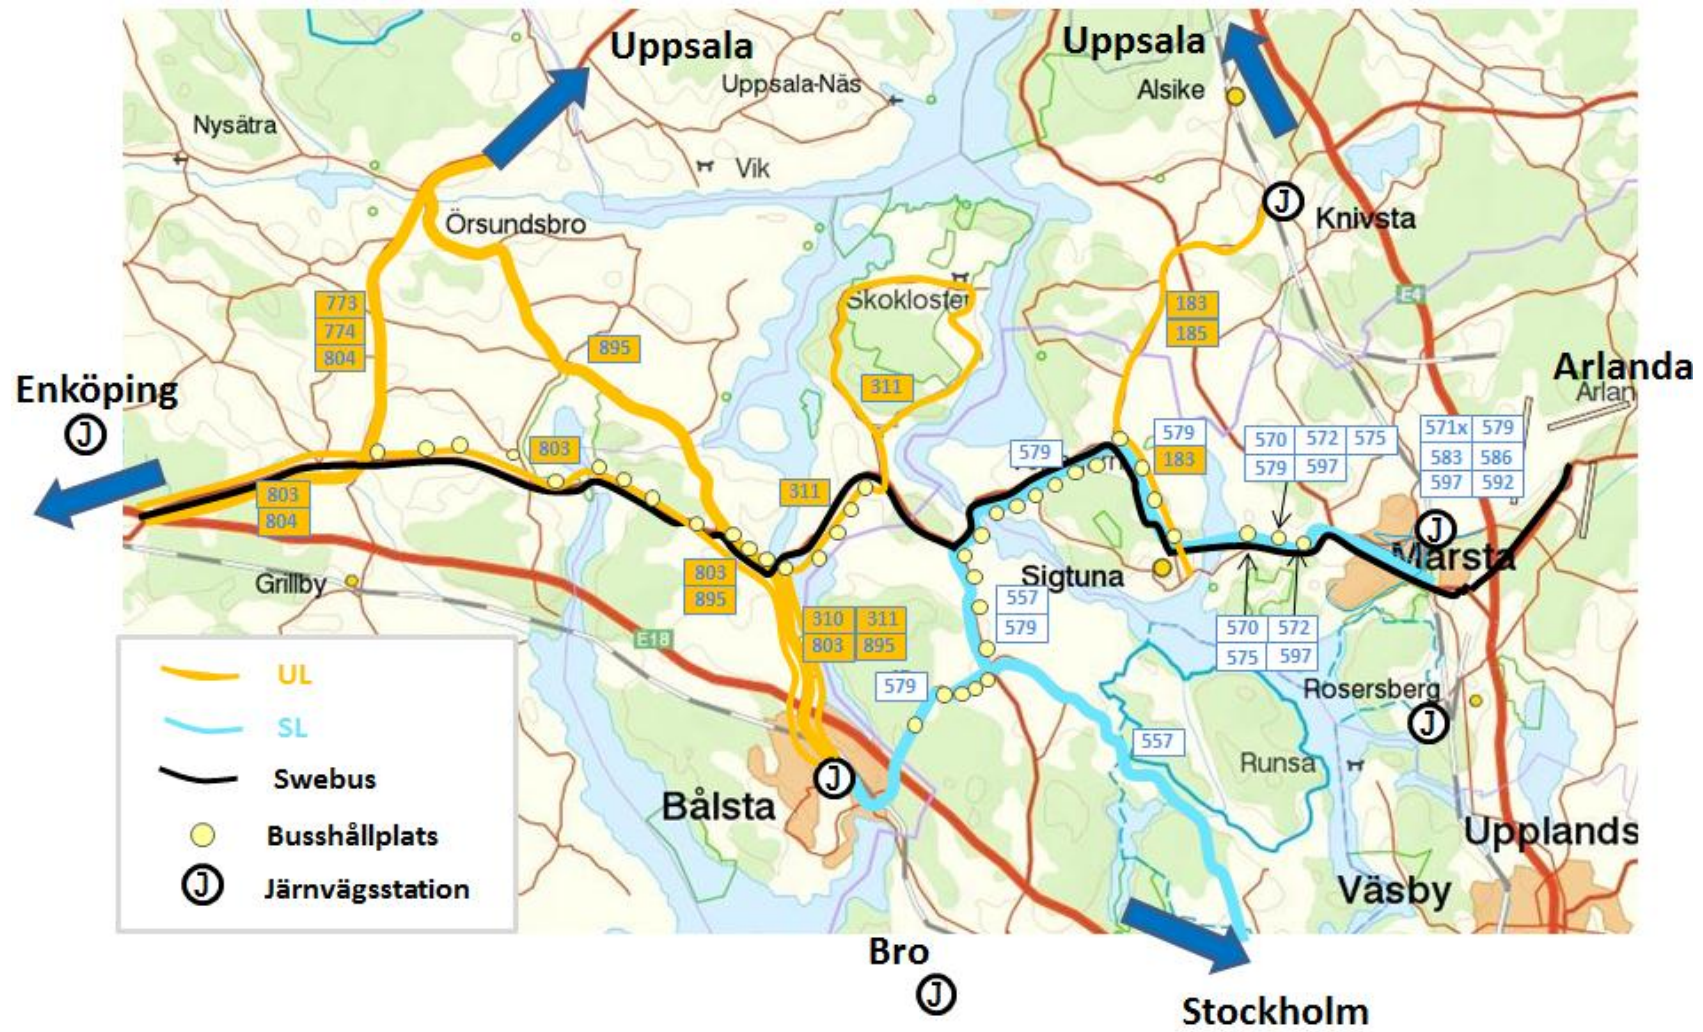 Uppsala
Uppsala
Uppsala-Näs
Alsike
Nysätra
Vik
Örsundsbro
Knivsta
E4
773
774
804
895
Skokloster
183
185
Arlanda
Arlan
Enköping
311
803
579
579
183
570 572 575
579 597
571x 579
583 586
597 592
803
804
311
Märsta
Grillby
803
895
Sigtuna
557
579
310 311
803 895
570 572
575 597
E18
579
Rosersberg
557
Runsa
UL
SL
Swebus
Busshållplats
Järnvägsstation
Bålsta
Upplands
Väsby
Bro
Stockholm
J
J
J
J
J
J
J